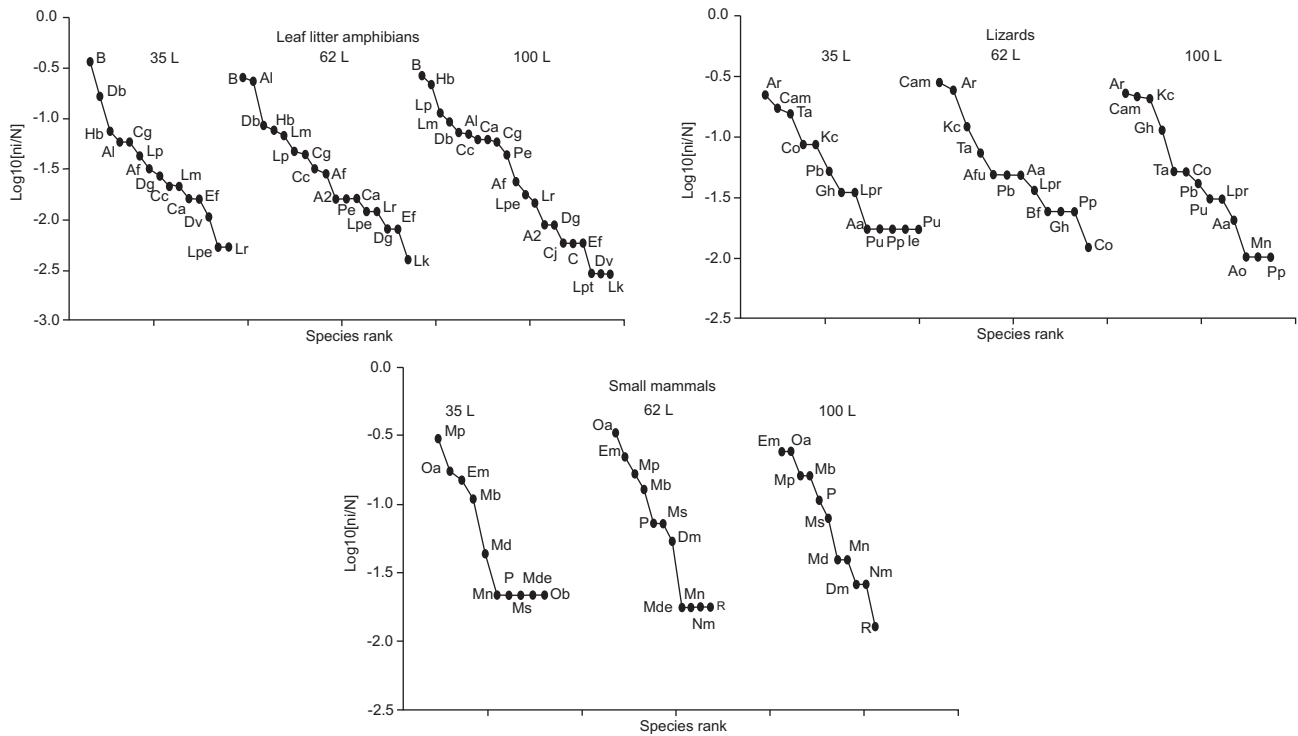 Leaf litter amphibians
35 L 62 L 100 L
Log10[ni/N]
0.0
-0.5
-1.0
-1.5
-2.0
-2.5
-3.0
B Db Hb Al Cg Lp Af Dg Lm Cc Ca Ef Dv Lpe Lr
B Al Db Hb Lm Lp Cg Cc Af A2 Pe Ca Lpe Lr Dg Ef Lk
B Hb Lp Lm Db Al Cc Ca Cg Pe Af Lpe Lr A2 Dg Cj C Ef Lpt Dv Lk
Species rank
Lizards
35 L 62 L 100 L
Log10[ni/N]
0.0
-0.5
-1.0
-1.5
-2.0
-2.5
Ar Cam Ta Co Kc Pb Gh Lpr Aa Pu Pp Ie Pu
Cam Ar Kc Ta Afu Pb Aa Lpr Bf Gh Pp Co
Ar Cam Kc Gh Ta Co Pb Pu Lpr Aa Ao Mn Pp
Species rank
Small mammals
35 L 62 L 100 L
Log10[ni/N]
0.0
-0.5
-1.0
-1.5
-2.0
-2.5
Mp Oa Em Mb Md Mn P Ms Mde Ob
Oa Em Mp Mb P Ms Dm Mde Mn Nm R
Em Oa Mp Mb P Ms Md Mn Dm Nm R
Species rank